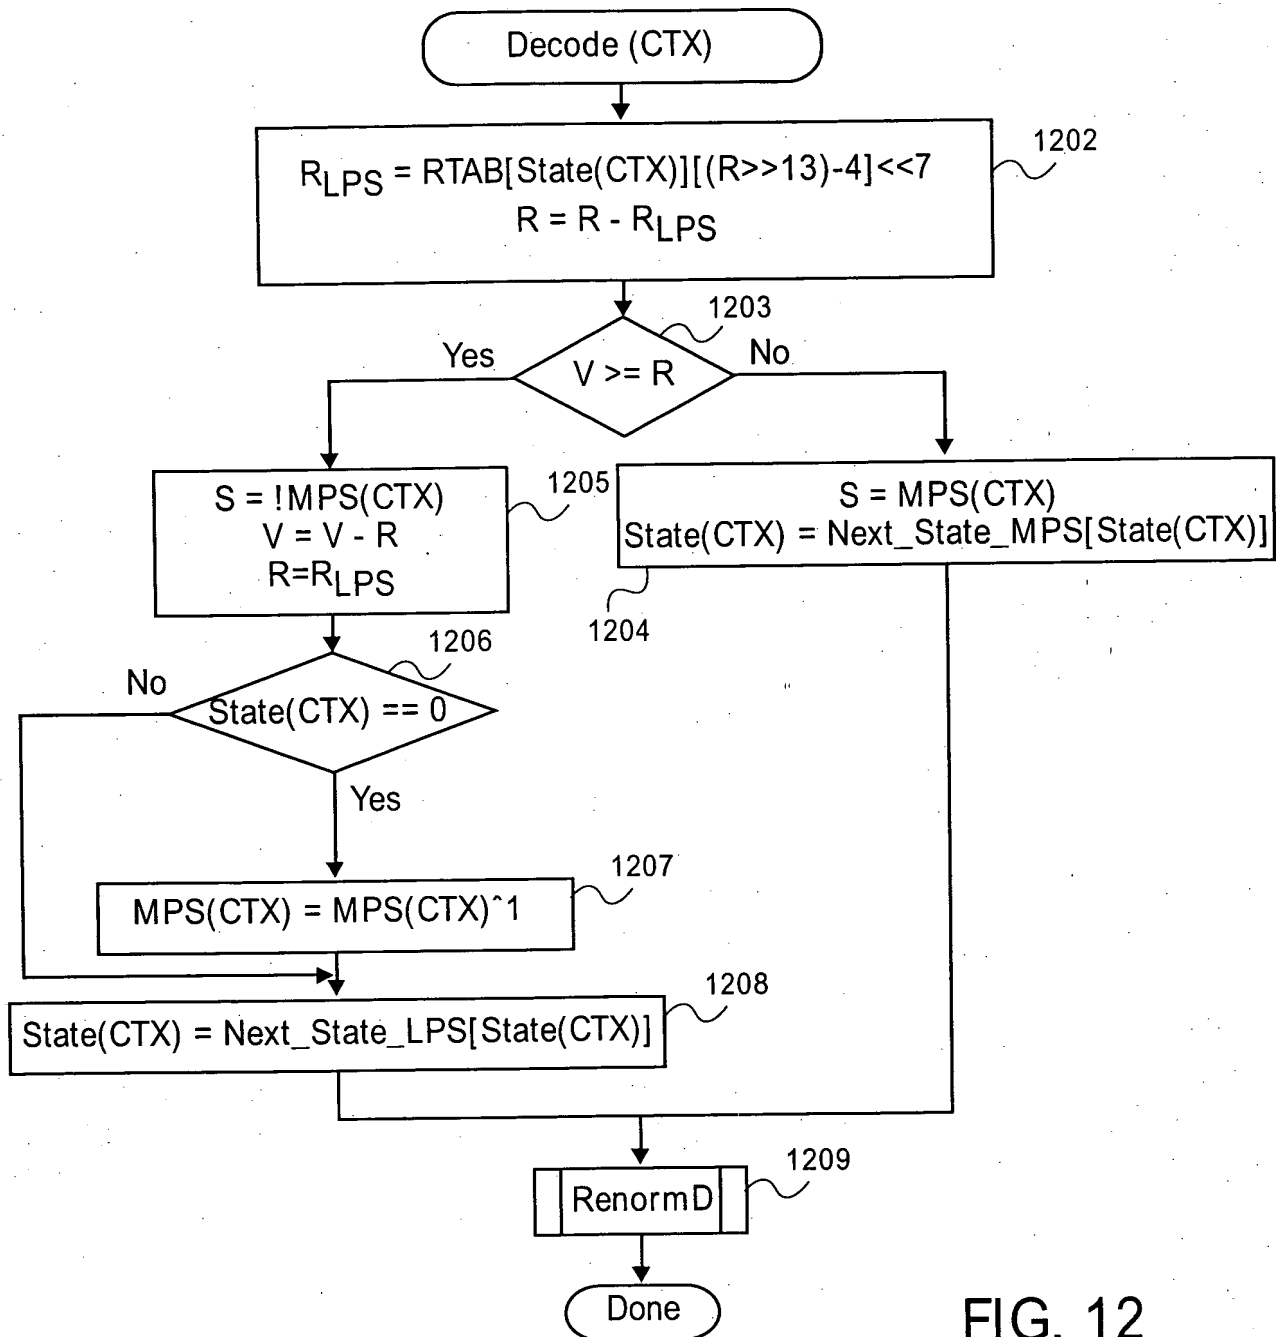 Decode (CTX)
1202
RLPS = RTAB[State(CTX)][(R>>13)-4]<<7
R = R - RLPS
1203
Yes
V >= R
No
1205
S = !MPS(CTX)
V = V - R
R=RLPS
S = MPS(CTX)
State(CTX) = Next_State_MPS[State(CTX)]
1204
1206
No
State(CTX) == 0
Yes
1207
MPS(CTX) = MPS(CTX)^1
1208
State(CTX) = Next_State_LPS[State(CTX)]
1209
RenormD
Done
FIG. 12